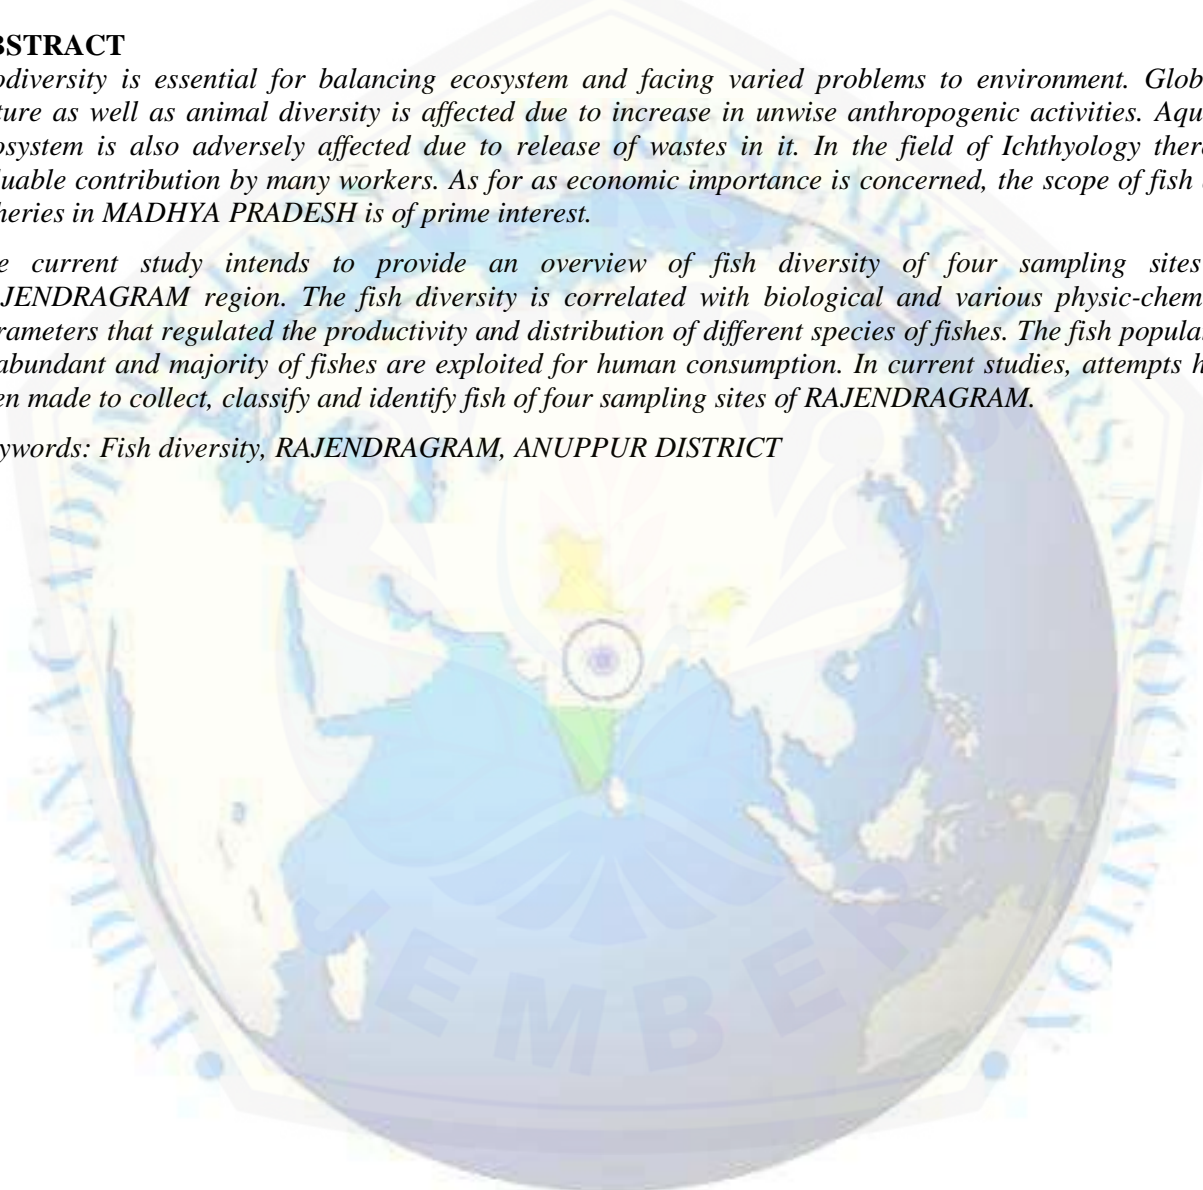 BSTRACT
odiversity is essential for balancing ecosystem and facing varied problems to environment. Glob
ture as well as animal diversity is affected due to increase in unwise anthropogenic activities. Aqu
osystem is also adversely affected due to release of wastes in it. In the field of Ichthyology there
luable contribution by many workers. As for as economic importance is concerned, the scope of fish
heries in MADHYA PRADESH is of prime interest.
e current study intends to provide an overview of fish diversity of four sampling sites
JENDRAGRAM region. The fish diversity is correlated with biological and various physic-chem
rameters that regulated the productivity and distribution of different species of fishes. The fish popula
abundant and majority of fishes are exploited for human consumption. In current studies, attempts h
en made to collect, classify and identify fish of four sampling sites of RAJENDRAGRAM.
ywords: Fish diversity, RAJENDRAGRAM, ANUPPUR DISTRICT
AND RESEARCHERS ASSOCIATION
MEMBER